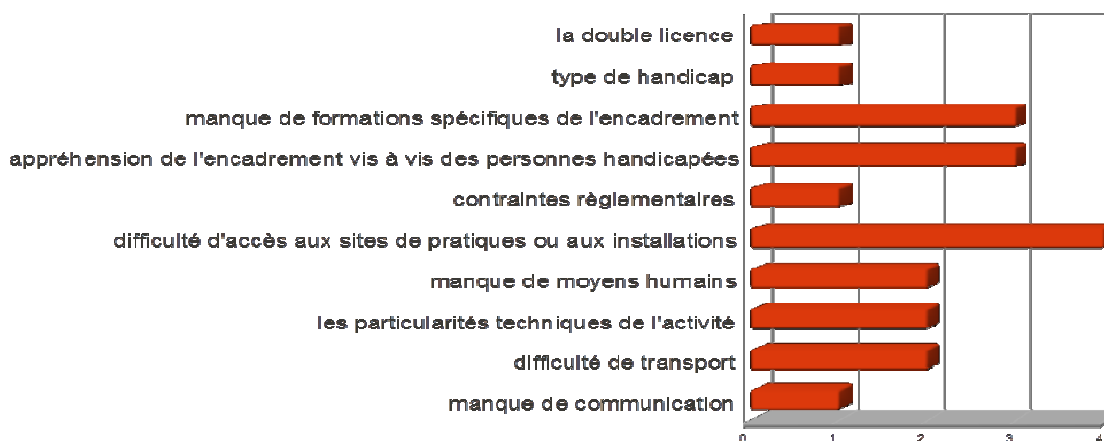 la double licence
type de handicap
manque de formations spécifiques de l'encadrement
appréhension de l'encadrement vis à vis des personnes handicapées
contraintes règlementaires
difficulté d'accès aux sites de pratiques ou aux installations
manque de moyens humains
les particularités techniques de l'activité
difficulté de transport
manque de communication
0 1 2 3 4